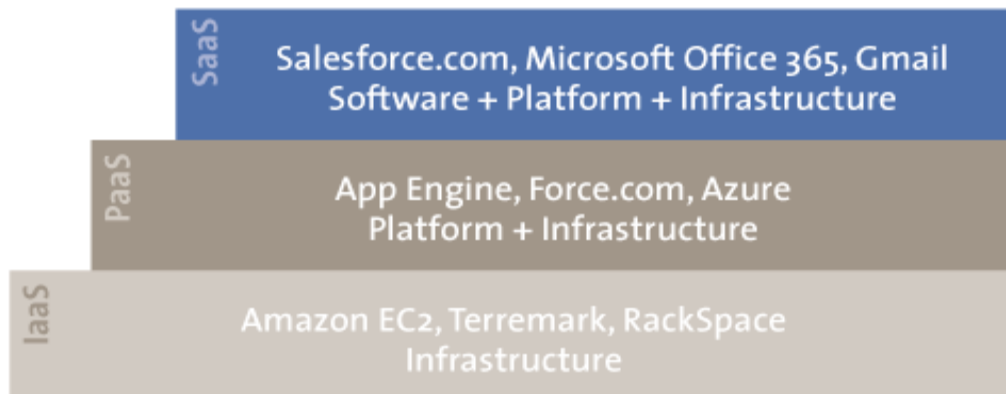 SaaS
Salesforce.com, Microsoft Office 365, Gmail
Software + Platform + Infrastructure
PaaS
App Engine, Force.com, Azure
Platform + Infrastructure
IaaS
Amazon EC2, Terremark, RackSpace
Infrastructure